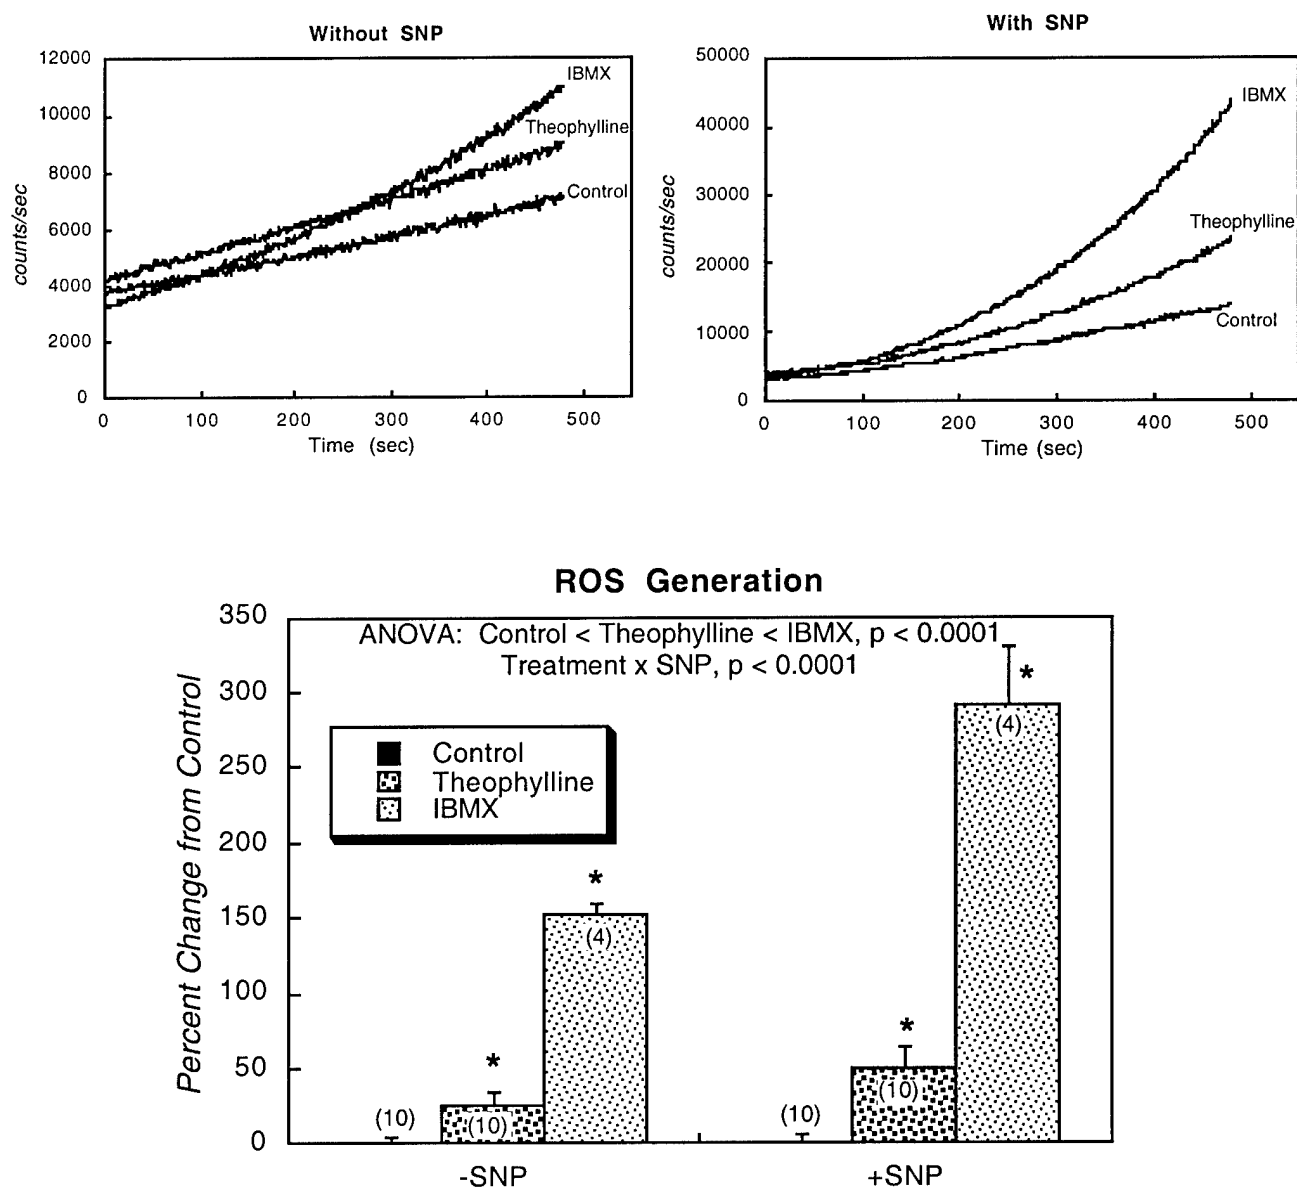 Without SNP
12000
10000
8000
6000
4000
2000
0
counts/sec
IBMX
Theophylline
Control
0 100 200 300 400 500
Time (sec)
With SNP
50000
40000
30000
20000
10000
0
counts/sec
IBMX
Theophylline
Control
0 100 200 300 400 500
Time (sec)
ROS Generation
350
300
250
200
150
100
50
0
Percent Change from Control
ANOVA: Control < Theophylline < IBMX, p < 0.0001
Treatment x SNP, p < 0.0001
Control
Theophylline
IBMX
(10)
*
(10)
*
(4)
(10)
*
(10)
*
(4)
-SNP
+SNP